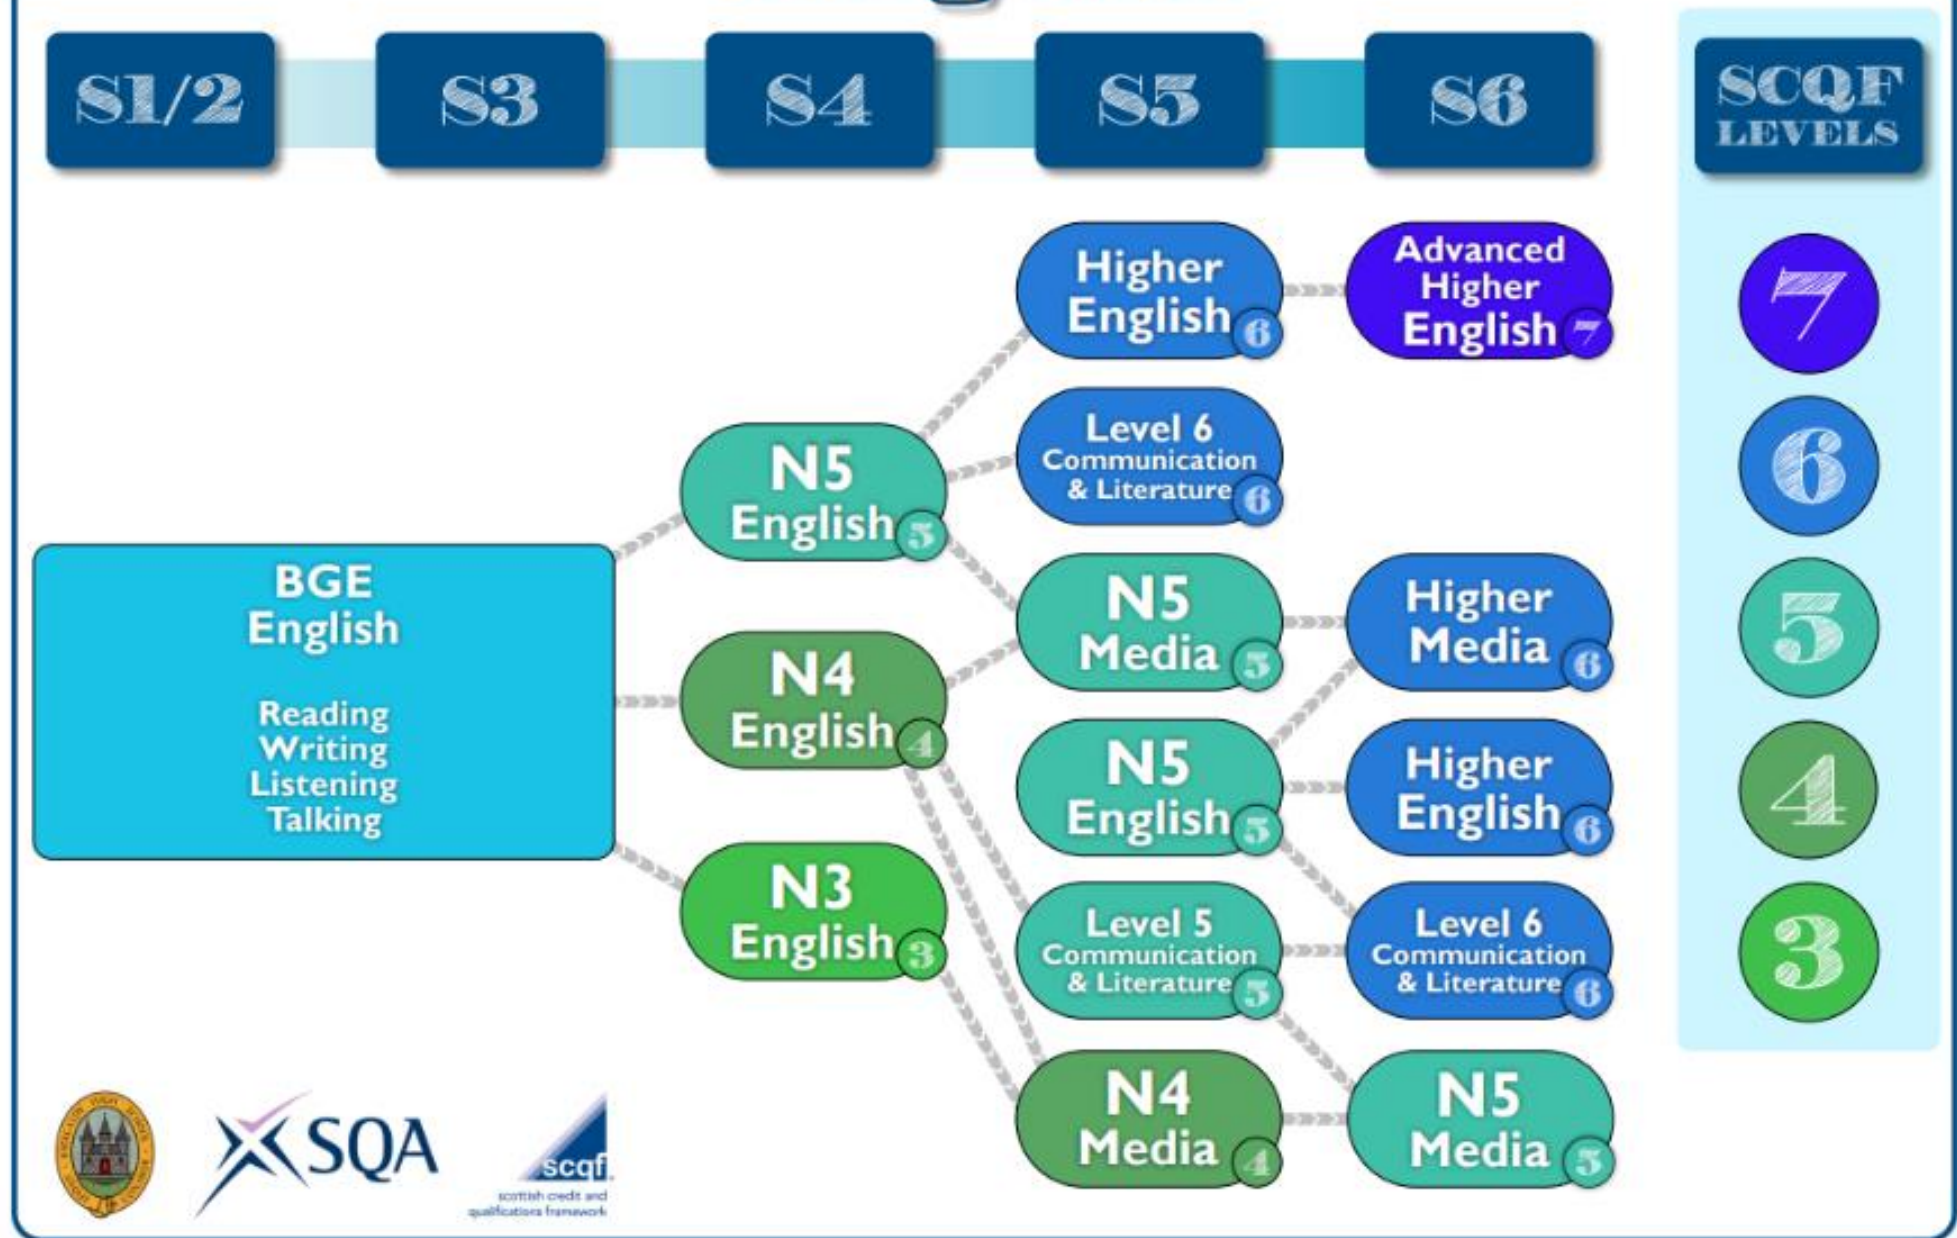 S1/2
S3
S4
S5
S6
SCQF
LEVELS
Higher
English
6
Advanced
Higher
English
7
7
Level 6
Communication
& Literature
6
6
N5
English
5
BGE
English
Reading
Writing
Listening
Talking
N5
Media
5
Higher
Media
6
5
N4
English
4
N5
English
5
Higher
English
6
4
N3
English
3
Level 5
Communication
& Literature
5
Level 6
Communication
& Literature
6
3
N4
Media
4
N5
Media
5
SQA
scqf
scottish credit and
qualifications framework